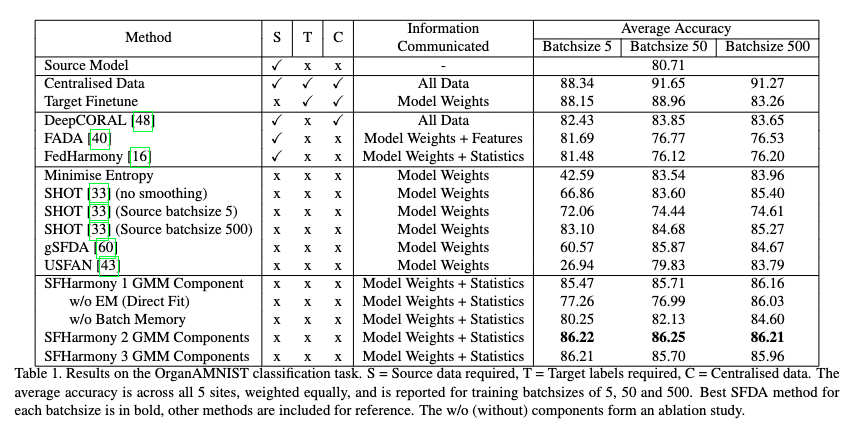 Method S T C Information Communicated Average Accuracy
Batchsize 5 Batchsize 50 Batchsize 500
Source Model ✓ x x - 80.71
Centralised Data ✓ ✓ ✓ All Data 88.34 91.65 91.27
Target Finetune x ✓ ✓ Model Weights 88.15 88.96 83.26
DeepCORAL [48] ✓ x ✓ All Data 82.43 83.85 83.65
FADA [40] ✓ x x Model Weights + Features 81.69 76.77 76.53
FedHarmony [16] ✓ x x Model Weights + Statistics 81.48 76.12 76.20
Minimise Entropy x x x Model Weights 42.59 83.54 83.96
SHOT [33] (no smoothing) x x x Model Weights 66.86 83.60 85.40
SHOT [33] (Source batchsize 5) x x x Model Weights 72.06 74.44 74.61
SHOT [33] (Source batchsize 500) x x x Model Weights 83.10 84.68 85.27
gSFDA [60] x x x Model Weights 60.57 85.87 84.67
USFAN [43] x x x Model Weights 26.94 79.83 83.79
SFHarmony 1 GMM Component x x x Model Weights + Statistics 85.47 85.71 86.16
w/o EM (Direct Fit) x x x Model Weights + Statistics 77.26 76.99 86.03
w/o Batch Memory x x x Model Weights + Statistics 80.25 82.13 84.60
SFHarmony 2 GMM Components x x x Model Weights + Statistics 86.22 86.25 86.21
SFHarmony 3 GMM Components x x x Model Weights + Statistics 86.21 85.70 85.96
Table 1. Results on the OrganAMNIST classification task. S = Source data required, T = Target labels required, C = Centralised data. The
average accuracy is across all 5 sites, weighted equally, and is reported for training batchsizes of 5, 50 and 500. Best SFDA method for
each batchsize is in bold, other methods are included for reference. The w/o (without) components form an ablation study.